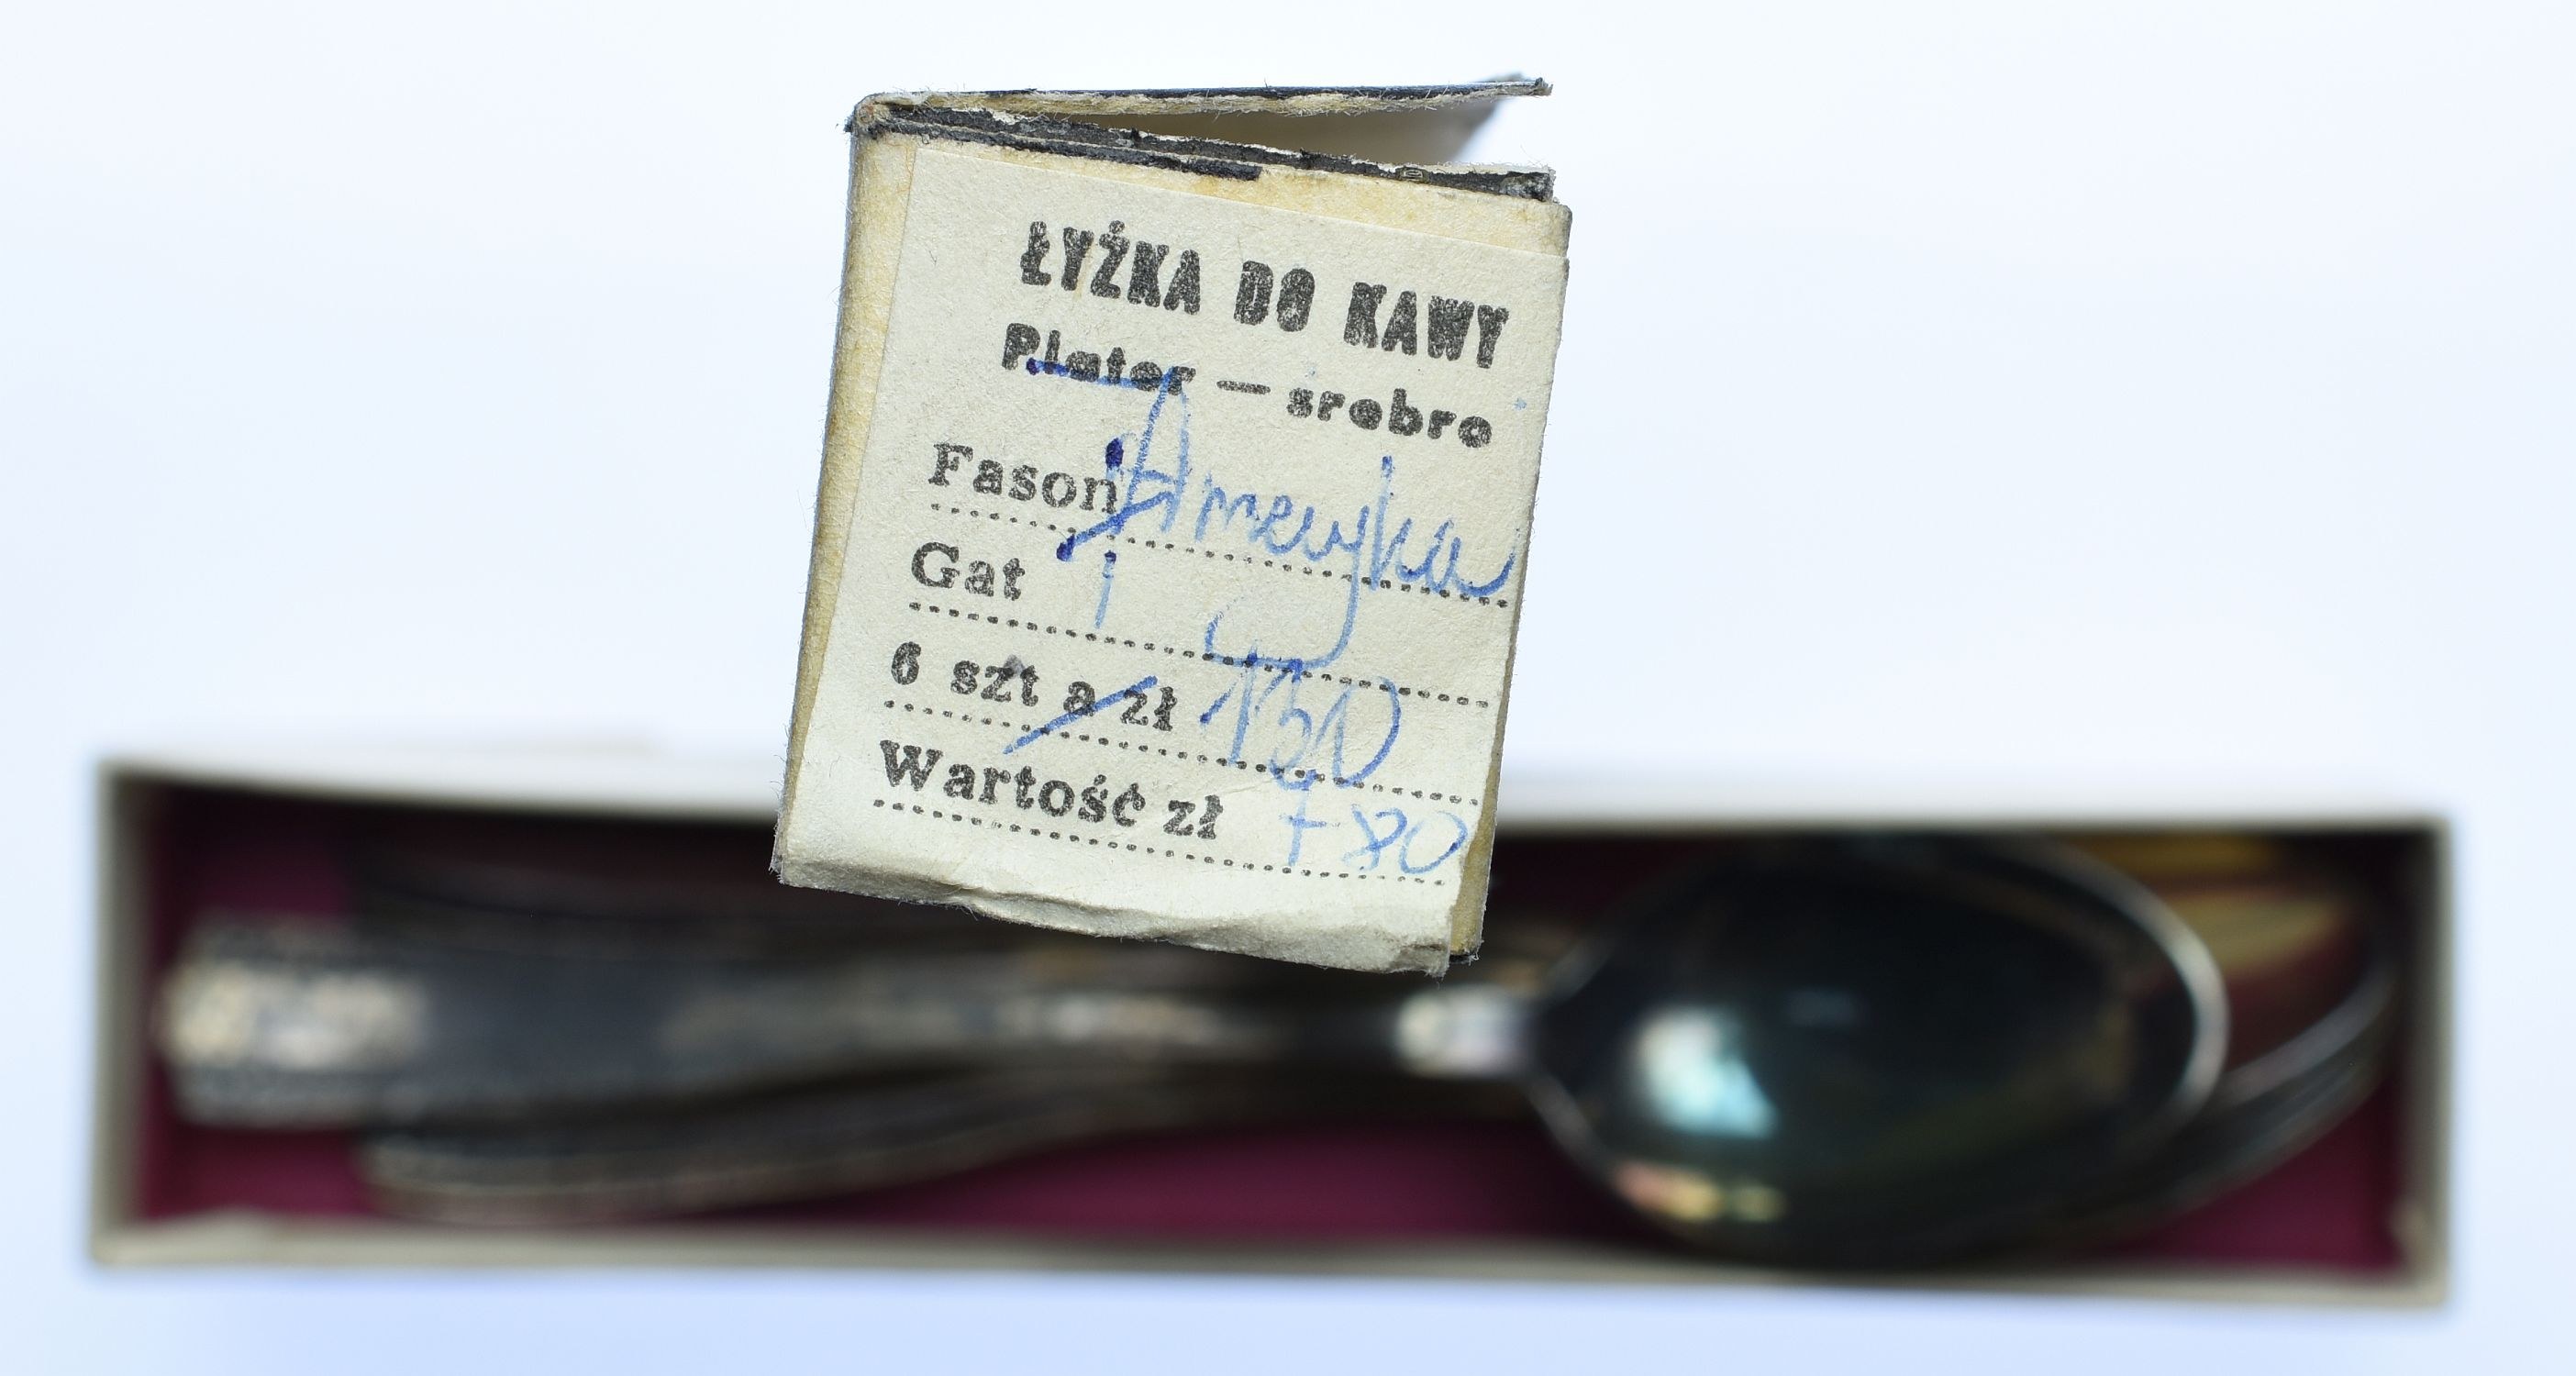 ŁYŻKA DO KAWY
Plater — srebro
Fason Ameryka
Gat I
6 szt a zł 130
Wartość zł 780